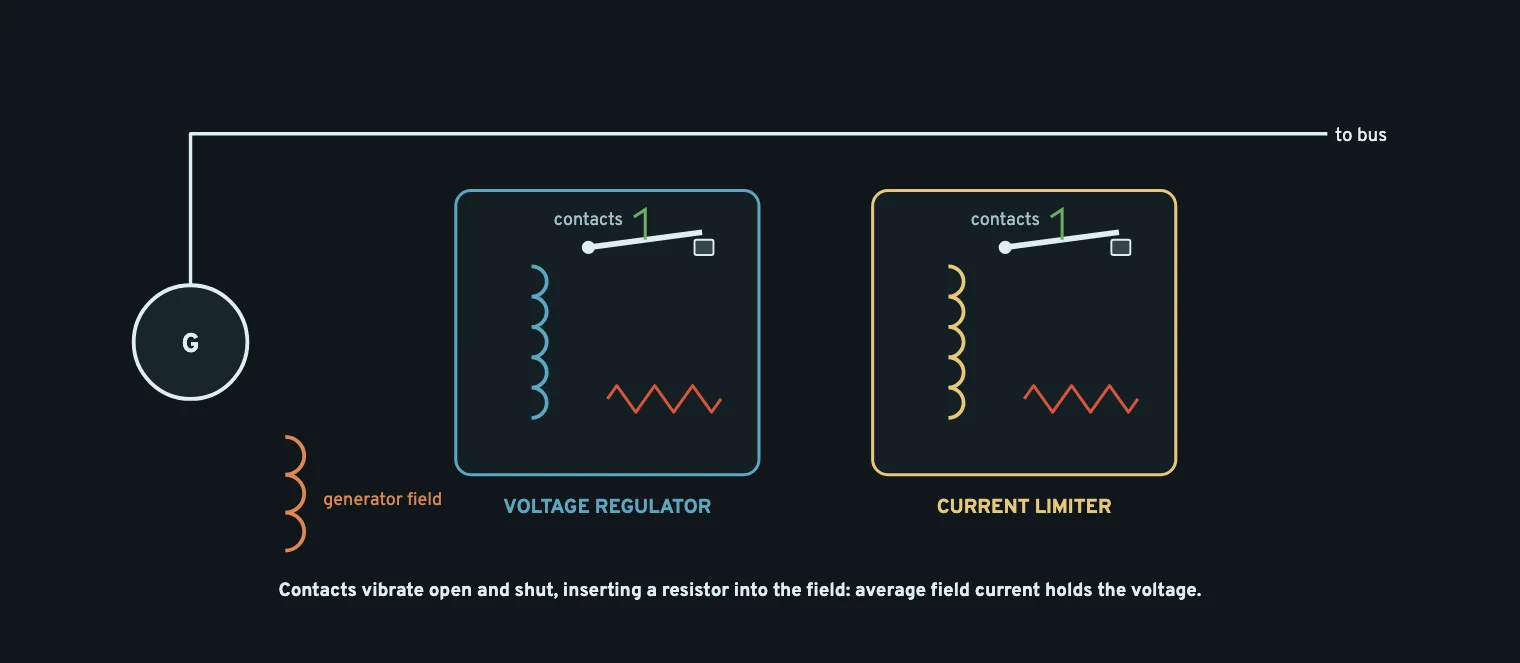 to bus
contacts
contacts
G
generator field
VOLTAGE REGULATOR
CURRENT LIMITER
Contacts vibrate open and shut, inserting a resistor into the field: average field current holds the voltage.